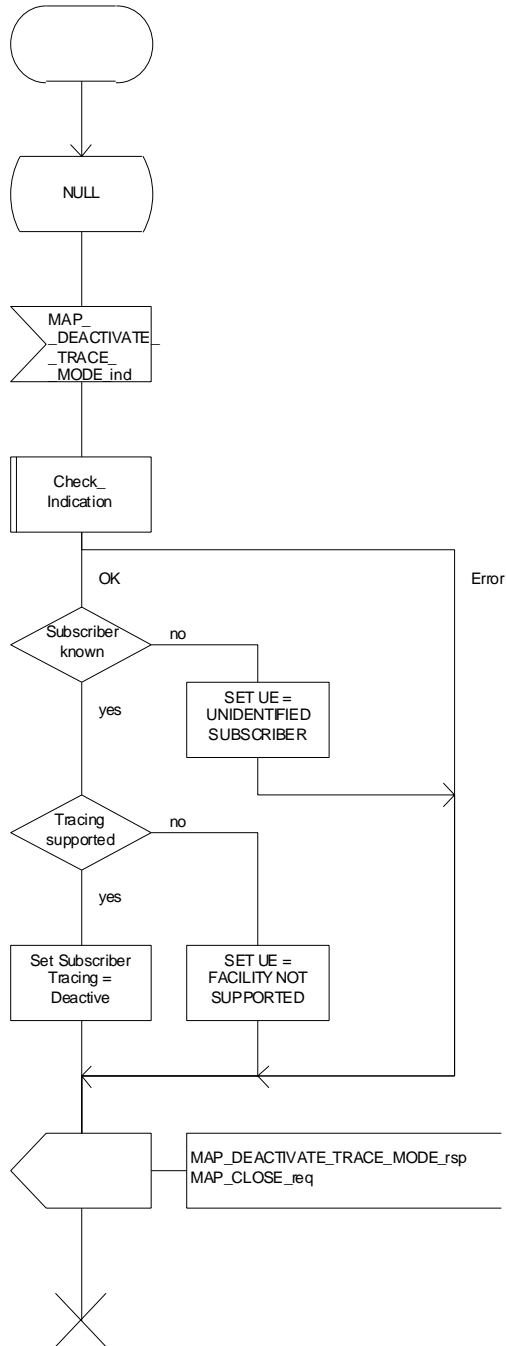 NULL
MAP_
_DEACTIVATE_
_TRACE_
_MODE_ind
Check_
Indication
OK
Error
Subscriber
known
no
yes
SET UE =
UNIDENTIFIED
SUBSCRIBER
Tracing
supported
no
yes
Set Subscriber
Tracing =
Deactive
SET UE =
FACILITY NOT
SUPPORTED
MAP_DEACTIVATE_TRACE_MODE_rsp
MAP_CLOSE_req